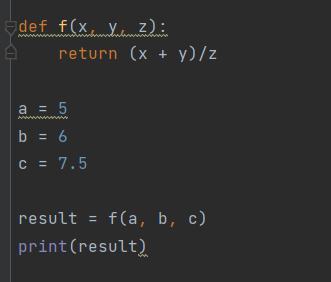 def f(x, y, z):
    return (x + y)/z
a = 5
b = 6
c = 7.5
result = f(a, b, c)
print(result)